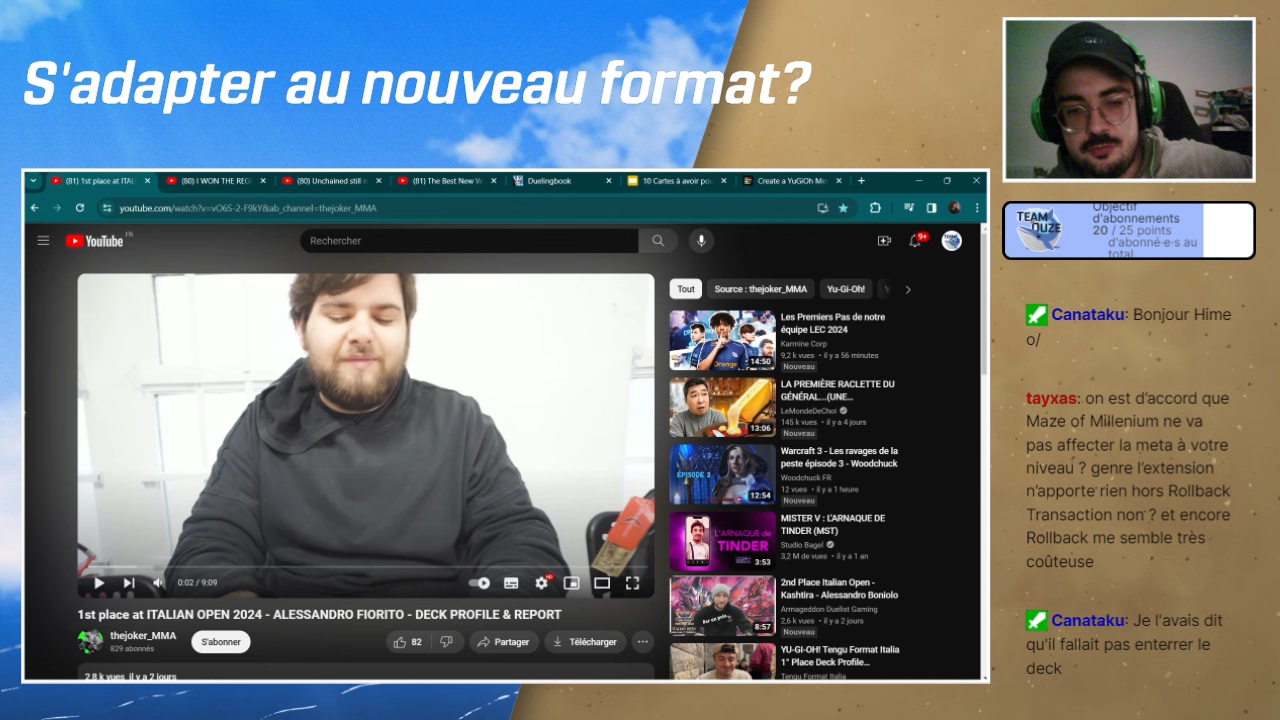 S'adapter au nouveau format?
(81) 1st place at ITAL
(80) I WON THE REG
(80) Unchained still
(81) The Best New
Duelingbook
10 Cartes à avoir po
Create a YuGiOh
youtube.com/watch?v=vO6S-2-F9kY&ab_channel=thejoker_MMA
YouTube FR
Rechercher
9+
TEAM
OUZE
Objectif
d'abonnements
20 / 25 points
d'abonné·e·s au
total
Tout
Source : thejoker_MMA
Yu-Gi-Oh!
Les Premiers Pas de notre
équipe LEC 2024
Karmine Corp
9,2 k vues • il y a 56 minutes
Nouveau
14:50
LA PREMIÈRE RACLETTE DU
GÉNÉRAL...(UNE...
LeMondeDeChoi
145 k vues • il y a 4 jours
Nouveau
13:06
Warcraft 3 - Les ravages de la
peste épisode 3 - Woodchuck
Woodchuck FR
12 vues • il y a 1 heure
Nouveau
EPISODE 3
12:54
MISTER V : L'ARNAQUE DE
TINDER (MST)
Studio Bagel
3,2 M de vues • il y a 1 an
L'ARNAQUE de
TINDER
3:53
2nd Place Italian Open -
Kashtira - Alessandro Boniolo
Armageddon Duelist Gaming
2,6 k vues • il y a 2 jours
Nouveau
8:57
YU-GI-OH! Tengu Format Italia
1° Place Deck Profile...
Tengu Format Italia
0:02 / 9:09
1st place at ITALIAN OPEN 2024 - ALESSANDRO FIORITO - DECK PROFILE & REPORT
thejoker_MMA
829 abonnés
S'abonner
82
Partager
Télécharger
2,8 k vues il y a 2 jours
Canataku: Bonjour Hime
o/
tayxas: on est d'accord que
Maze of Millenium ne va
pas affecter la meta à votre
niveau ? genre l'extension
n'apporte rien hors Rollback
Transaction non ? et encore
Rollback me semble très
coûteuse
Canataku: Je l'avais dit
qu'il fallait pas enterrer le
deck